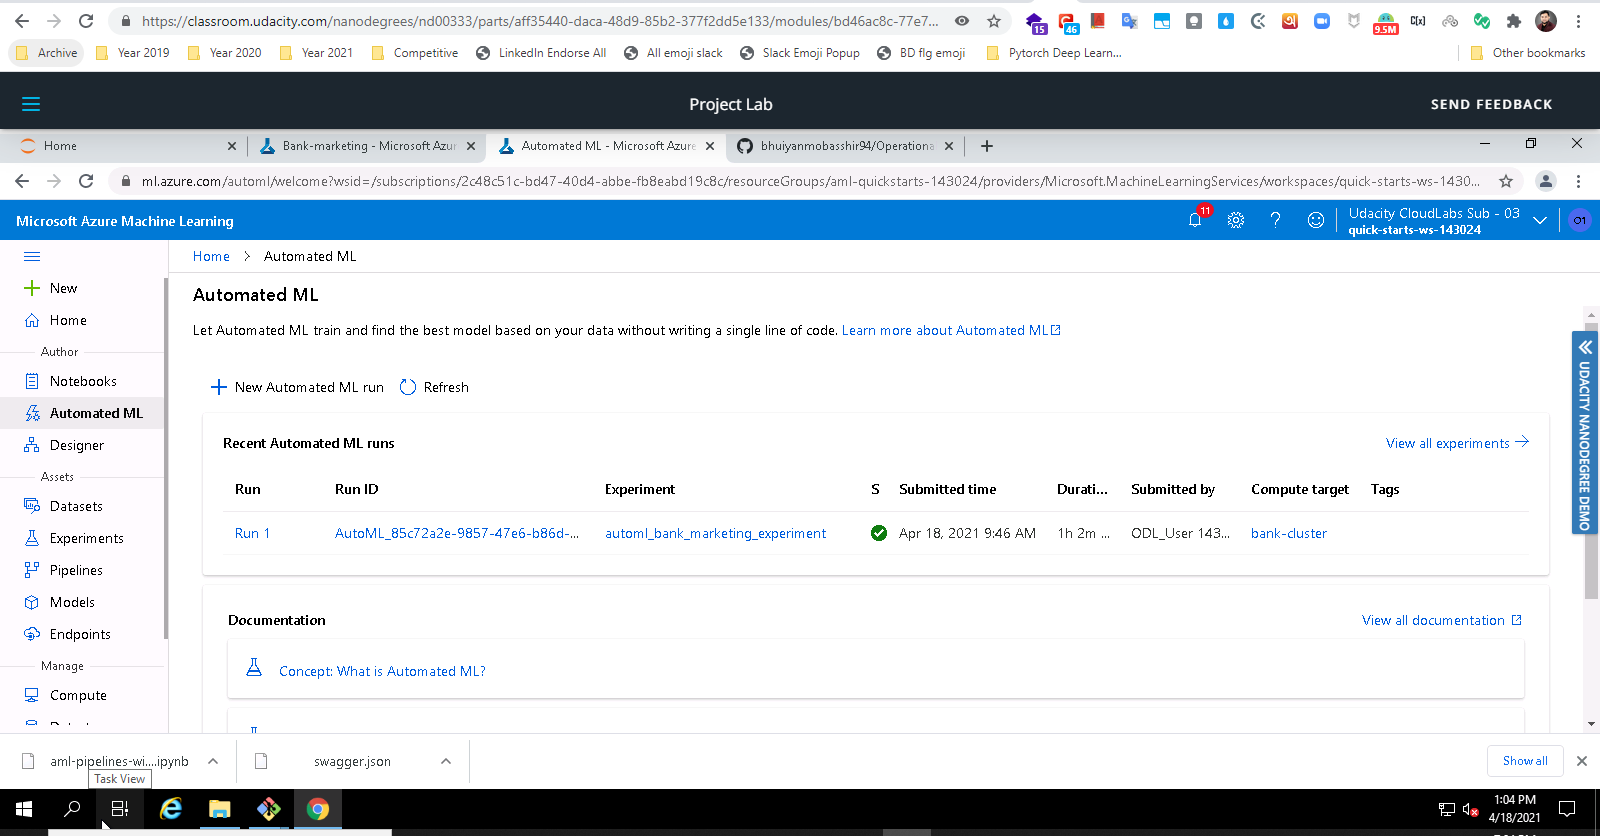 https://classroom.udacity.com/nanodegrees/nd00333/parts/aff35440-daca-48d9-85b2-377f2dd5e133/modules/bd46ac8c-77e7...
15
46
9.5M
Archive
Year 2019
Year 2020
Year 2021
Competitive
LinkedIn Endorse All
All emoji slack
Slack Emoji Popup
BD flg emoji
Pytorch Deep Learn...
Other bookmarks
Project Lab
SEND FEEDBACK
Home
Bank-marketing - Microsoft Azur
Automated ML - Microsoft Azure
bhuiyanmobasshir94/Operationa
ml.azure.com/automl/welcome?wsid=/subscriptions/2c48c51c-bd47-40d4-abbe-fb8eabd19c8c/resourceGroups/aml-quickstarts-143024/providers/Microsoft.MachineLearningServices/workspaces/quick-starts-ws-1430...
Microsoft Azure Machine Learning
11
Udacity CloudLabs Sub - 03
quick-starts-ws-143024
O1
New
Home
Author
Notebooks
Automated ML
Designer
Assets
Datasets
Experiments
Pipelines
Models
Endpoints
Manage
Compute
Home > Automated ML
Automated ML
Let Automated ML train and find the best model based on your data without writing a single line of code. Learn more about Automated ML
New Automated ML run
Refresh
Recent Automated ML runs
View all experiments
Run
Run ID
Experiment
S
Submitted time
Durati...
Submitted by
Compute target
Tags
Run 1
AutoML_85c72a2e-9857-47e6-b86d-...
automl_bank_marketing_experiment
Apr 18, 2021 9:46 AM
1h 2m ...
ODL_User 143...
bank-cluster
Documentation
View all documentation
Concept: What is Automated ML?
UDACITY NANODEGREE DEMO
aml-pipelines-wi....ipynb
swagger.json
Show all
Task View
1:04 PM
4/18/2021